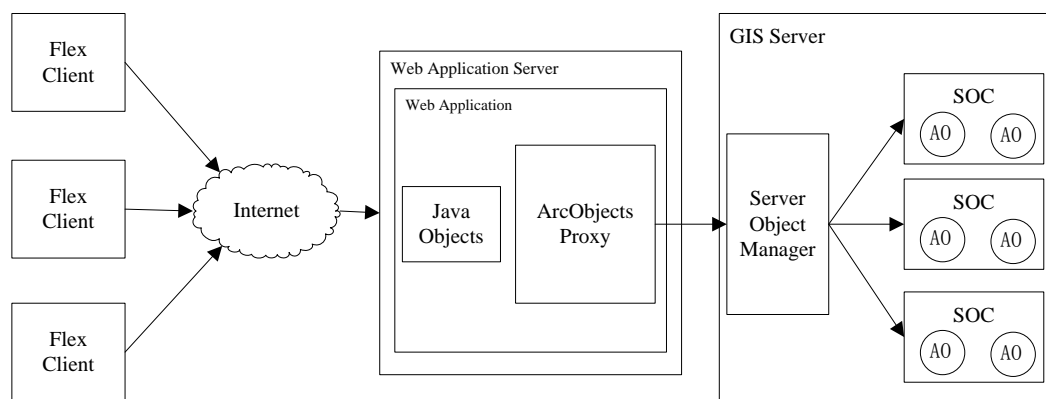 Flex
Client
Flex
Client
Flex
Client
Internet
Web Application Server
Web Application
Java
Objects
ArcObjects
Proxy
GIS Server
Server
Object
Manager
SOC
AO AO
SOC
AO AO
SOC
AO AO